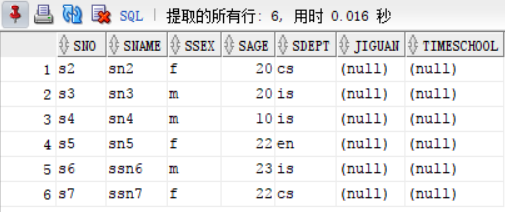 SQL | 提取的所有行: 6, 用时 0.016 秒
SNO SNAME SSEX SAGE SDEPT JIGUAN TIMESCHOOL
1 s2 sn2 f 20 cs (null) (null)
2 s3 sn3 m 20 is (null) (null)
3 s4 sn4 m 10 is (null) (null)
4 s5 sn5 f 22 en (null) (null)
5 s6 ssn6 m 23 is (null) (null)
6 s7 ssn7 f 22 cs (null) (null)